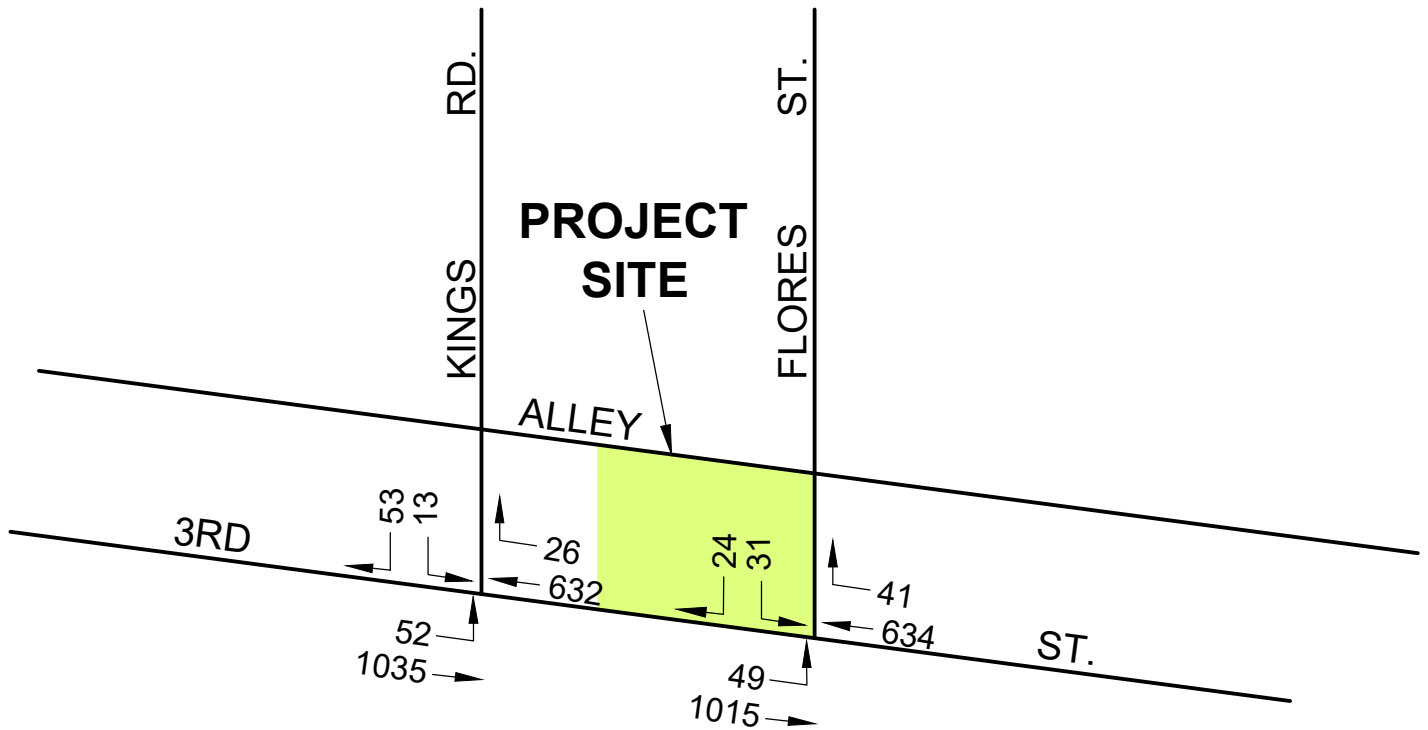 KINGS RD.
FLORES ST.
PROJECT
SITE
ALLEY
3RD ST.
53
13
26
632
24
31
41
634
52
1035
49
1015